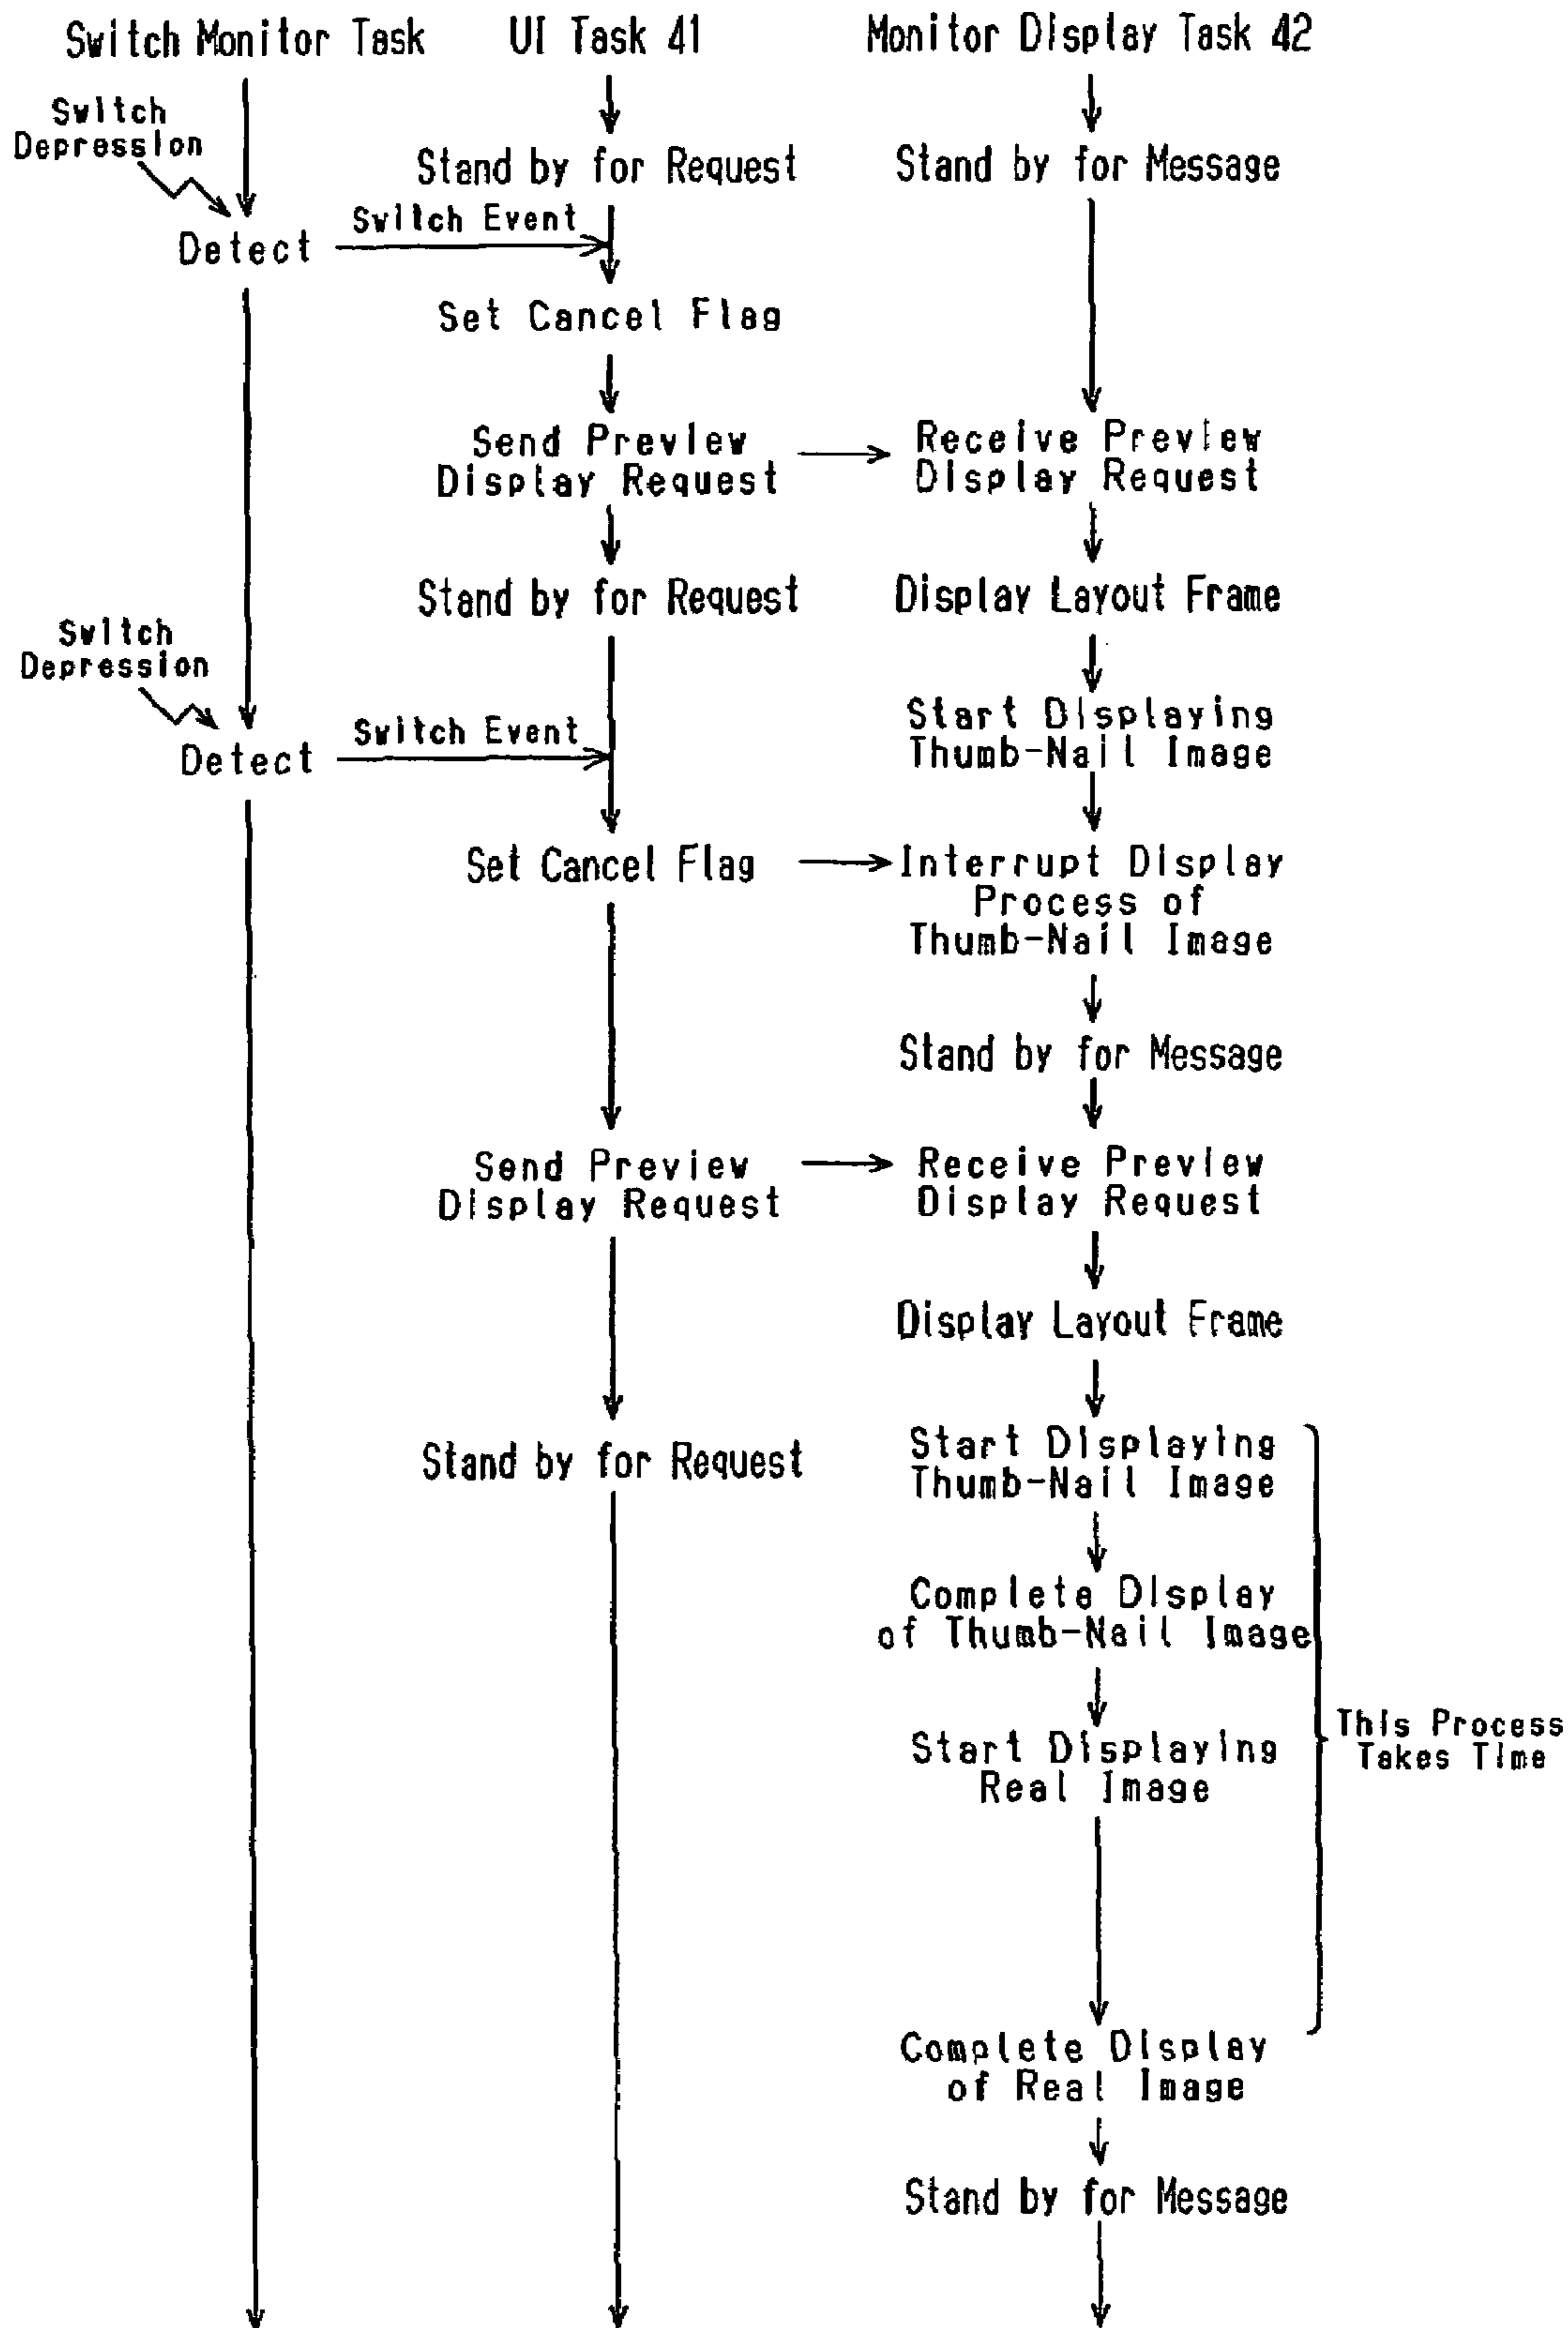 Switch Monitor Task
UI Task 41
Monitor Display Task 42
Switch
Depression
Stand by for Request
Stand by for Message
Switch Event
Detect
Set Cancel Flag
Send Preview
Display Request
Receive Preview
Display Request
Stand by for Request
Display Layout Frame
Switch
Depression
Start Displaying
Thumb-Nail Image
Switch Event
Detect
Set Cancel Flag
Interrupt Display
Process of
Thumb-Nail Image
Stand by for Message
Send Preview
Display Request
Receive Preview
Display Request
Display Layout Frame
Stand by for Request
Start Displaying
Thumb-Nail Image
Complete Display
of Thumb-Nail Image
This Process
Takes Time
Start Displaying
Real Image
Complete Display
of Real Image
Stand by for Message